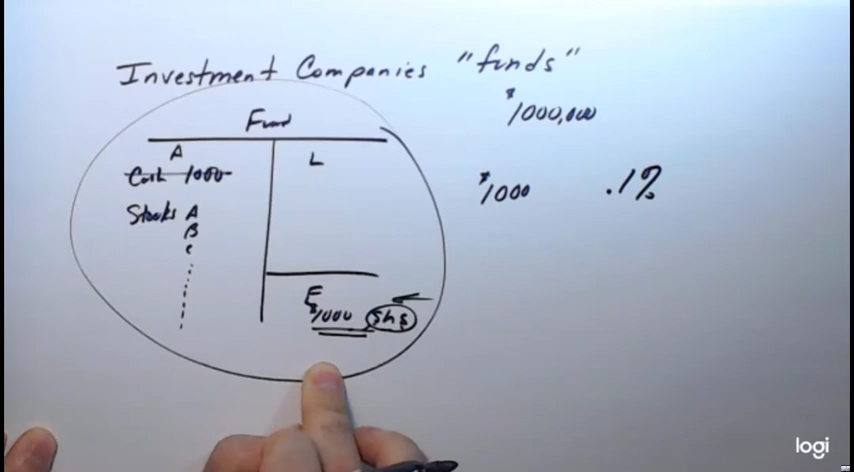 Investment Companies "funds"
$1000,000
Fund
A L
Cash 1000
$1000 .1%
Stocks A
B
C
E
$1000 shs
logi